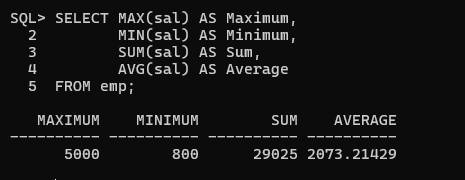 SQL> SELECT MAX(sal) AS Maximum,
  2         MIN(sal) AS Minimum,
  3         SUM(sal) AS Sum,
  4         AVG(sal) AS Average
  5  FROM emp;
   MAXIMUM    MINIMUM        SUM    AVERAGE
---------- ---------- ---------- ----------
      5000        800      29025 2073.21429